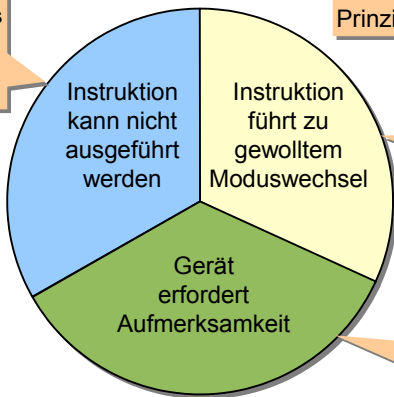 Prinzi
Instruktion
kann nicht
ausgeführt
werden
Instruktion
führt zu
gewolltem
Moduswechsel
Gerät
erfordert
Aufmerksamkeit